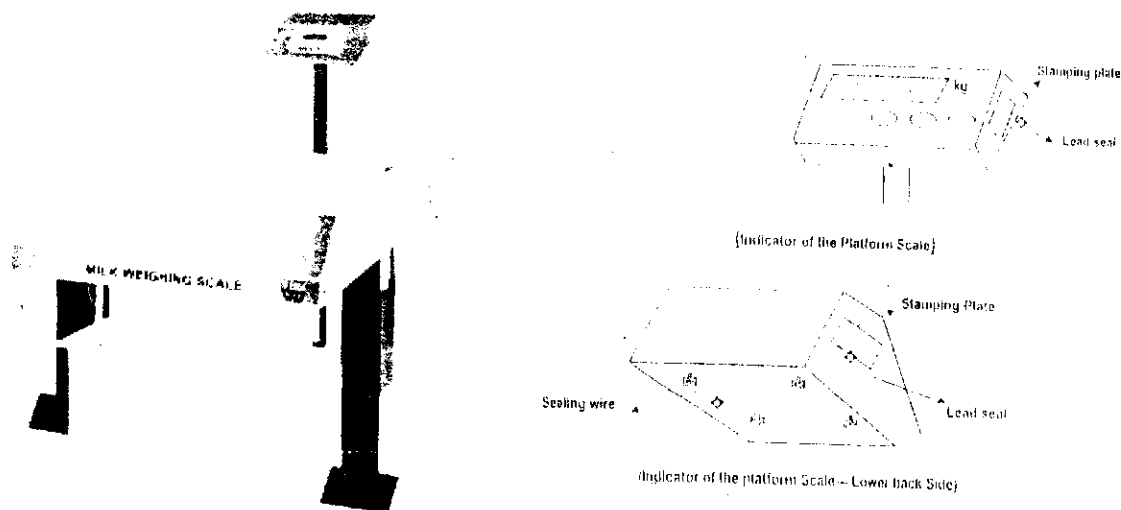 MILK WEIGHING SCALE
kg
Stamping plate
Lead seal
(Indicator of the Platform Scale)
Stamping Plate
Sealing wire
Lead seal
(Indicator of the platform Scale – Lower back Side)